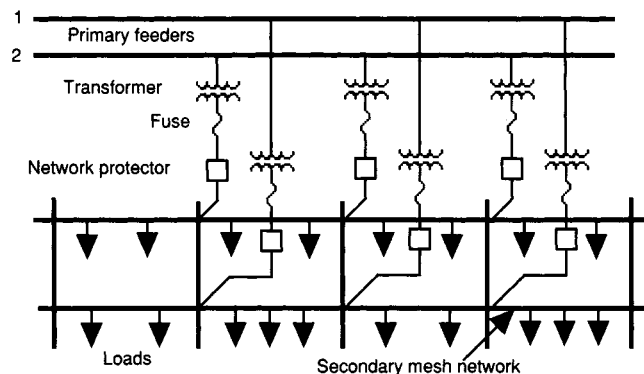 1
Primary feeders
2
Transformer
Fuse
Network protector
Loads
Secondary mesh network